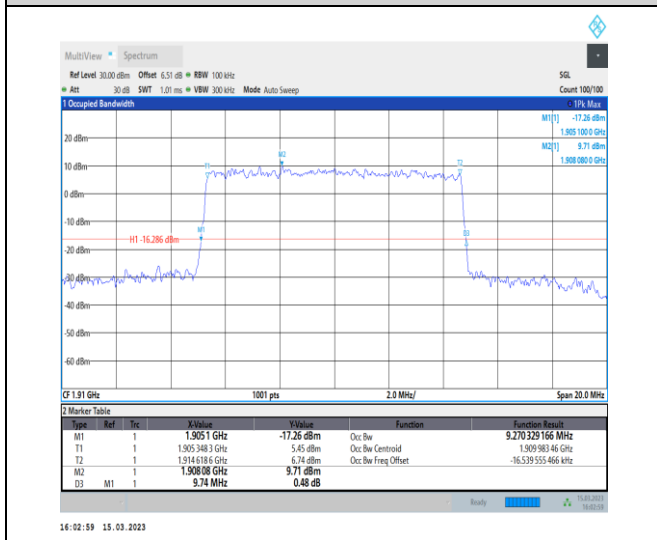 MultiView Spectrum
Ref Level 30.00 dBm Offset 6.51 dB RBW 100 kHz SGL
Att 30 dB SWT 1.01 ms VBW 300 kHz Mode Auto Sweep Count 100/100
1 Occupied Bandwidth 1Pk Max
M1[1] -17.26 dBm
1.905 100 0 GHz
M2[1] 9.71 dBm
1.908 080 0 GHz
20 dBm
M2
T1
T2
10 dBm
0 dBm
-10 dBm
M1
D3
H1 -16.286 dBm
-20 dBm
-30 dBm
-40 dBm
-50 dBm
-60 dBm
CF 1.91 GHz 1001 pts 2.0 MHz/ Span 20.0 MHz
2 Marker Table
Type Ref Trc X-Value Y-Value Function Function Result
M1 1 1.9051 GHz -17.26 dBm Occ Bw 9.270 329 166 MHz
T1 1 1.905 348 3 GHz 5.45 dBm Occ Bw Centroid 1.909 983 46 GHz
T2 1 1.914 618 6 GHz 6.74 dBm Occ Bw Freq Offset -16.539 555 466 kHz
M2 1 1.908 08 GHz 9.71 dBm
D3 M1 1 9.74 MHz 0.48 dB
Ready 15.03.2023
16:02:59
16:02:59 15.03.2023